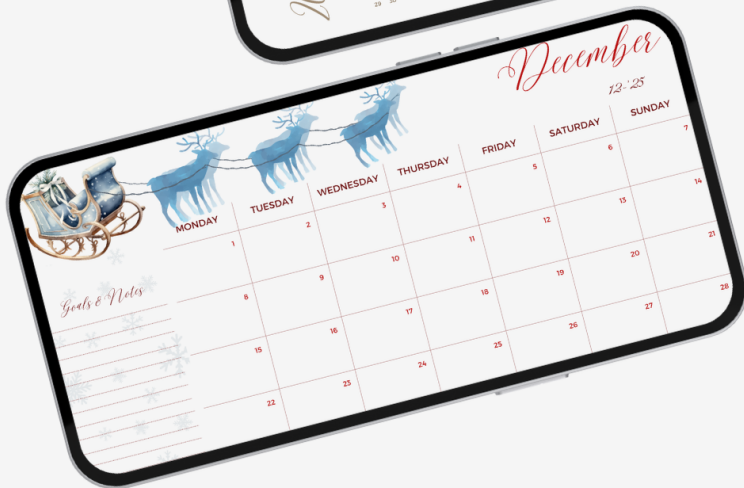 29 30
December
12-'25
MONDAY TUESDAY WEDNESDAY THURSDAY FRIDAY SATURDAY SUNDAY
1 2 3 4 5 6 7
8 9 10 11 12 13 14
15 16 17 18 19 20 21
22 23 24 25 26 27 28
Goals & Notes